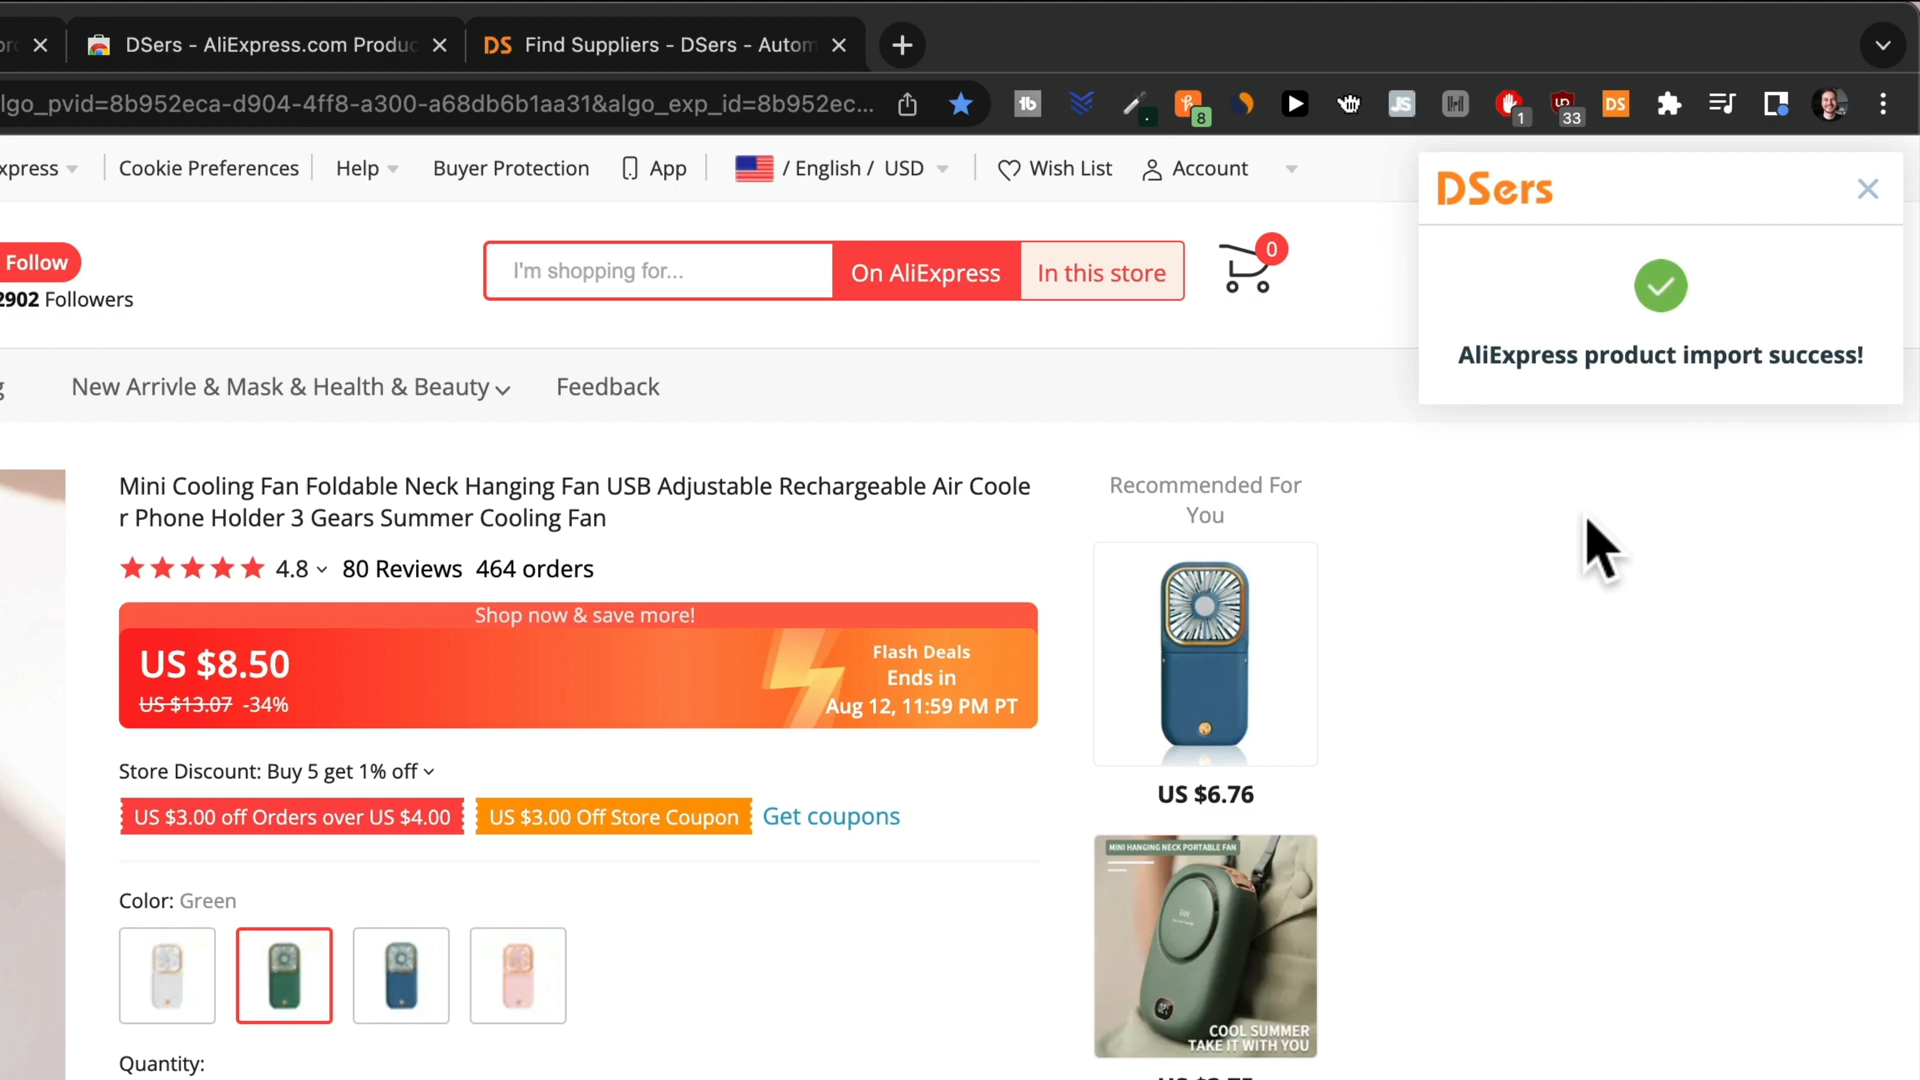 DSers - AliExpress.com Produc
DS Find Suppliers - DSers - Autom
lgo_pvid=8b952eca-d904-4ff8-a300-a68db6b1aa31&algo_exp_id=8b952ec...
8
JS
1
33
DS
xpress
Cookie Preferences
Help
Buyer Protection
App
/ English / USD
Wish List
Account
DSers
AliExpress product import success!
Follow
2902 Followers
I'm shopping for...
On AliExpress
In this store
0
New Arrivle & Mask & Health & Beauty
Feedback
Mini Cooling Fan Foldable Neck Hanging Fan USB Adjustable Rechargeable Air Coole
r Phone Holder 3 Gears Summer Cooling Fan
4.8 80 Reviews 464 orders
Shop now & save more!
US $8.50
US $13.07 -34%
Flash Deals
Ends in
Aug 12, 11:59 PM PT
Store Discount: Buy 5 get 1% off
US $3.00 off Orders over US $4.00
US $3.00 Off Store Coupon
Get coupons
Color: Green
Quantity:
Recommended For
You
US $6.76
MINI HANGING NECK PORTABLE FAN
FAN
COOL SUMMER
TAKE IT WITH YOU